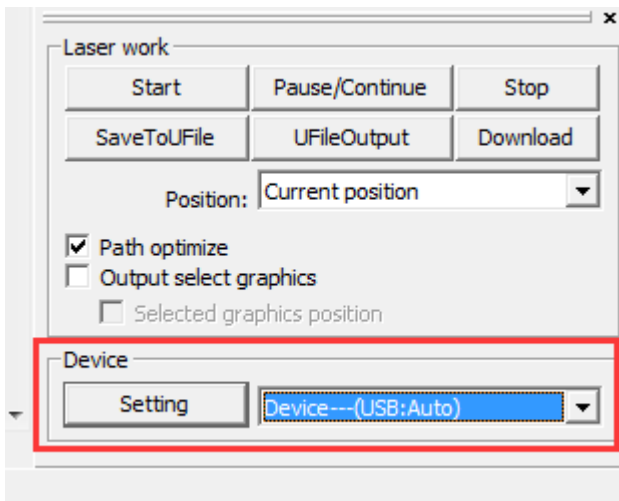 Laser work
Start Pause/Continue Stop
SaveToUFile UFileOutput Download
Position: Current position
Path optimize
Output select graphics
Selected graphics position
Device
Setting Device---(USB:Auto)